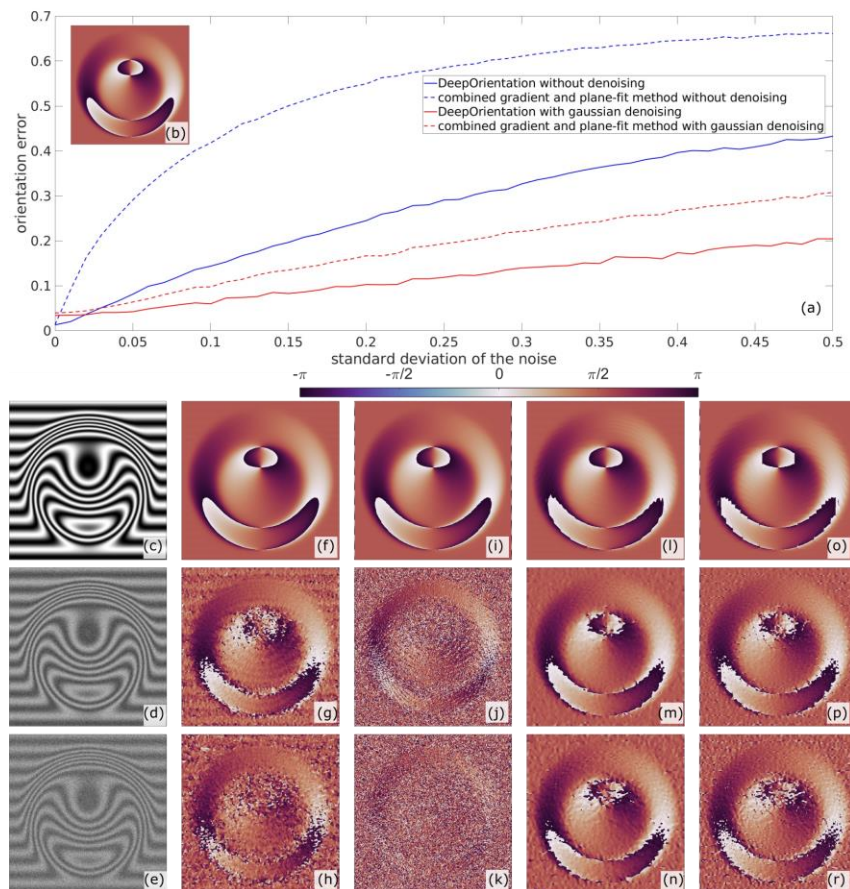 0.7
0.6
0.5
0.4
0.3
0.2
0.1
0
orientation error
(b)
DeepOrientation without denoising
combined gradient and plane-fit method without denoising
DeepOrientation with gaussian denoising
combined gradient and plane-fit method with gaussian denoising
(a)
0 0.05 0.1 0.15 0.2 0.25 0.3 0.35 0.4 0.45 0.5
standard deviation of the noise
-π -π/2 0 π/2 π
(c) (f) (i) (l) (o)
(d) (g) (j) (m) (p)
(e) (h) (k) (n) (r)